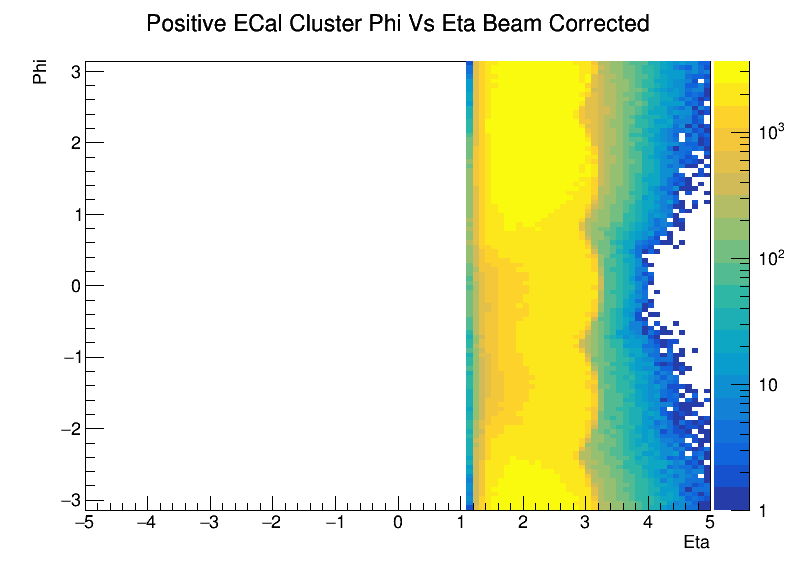 Positive ECal Cluster Phi Vs Eta Beam Corrected
Phi
3
2
1
0
−1
−2
−3
−5 −4 −3 −2 −1 0 1 2 3 4 5
Eta
10³
10²
10
1